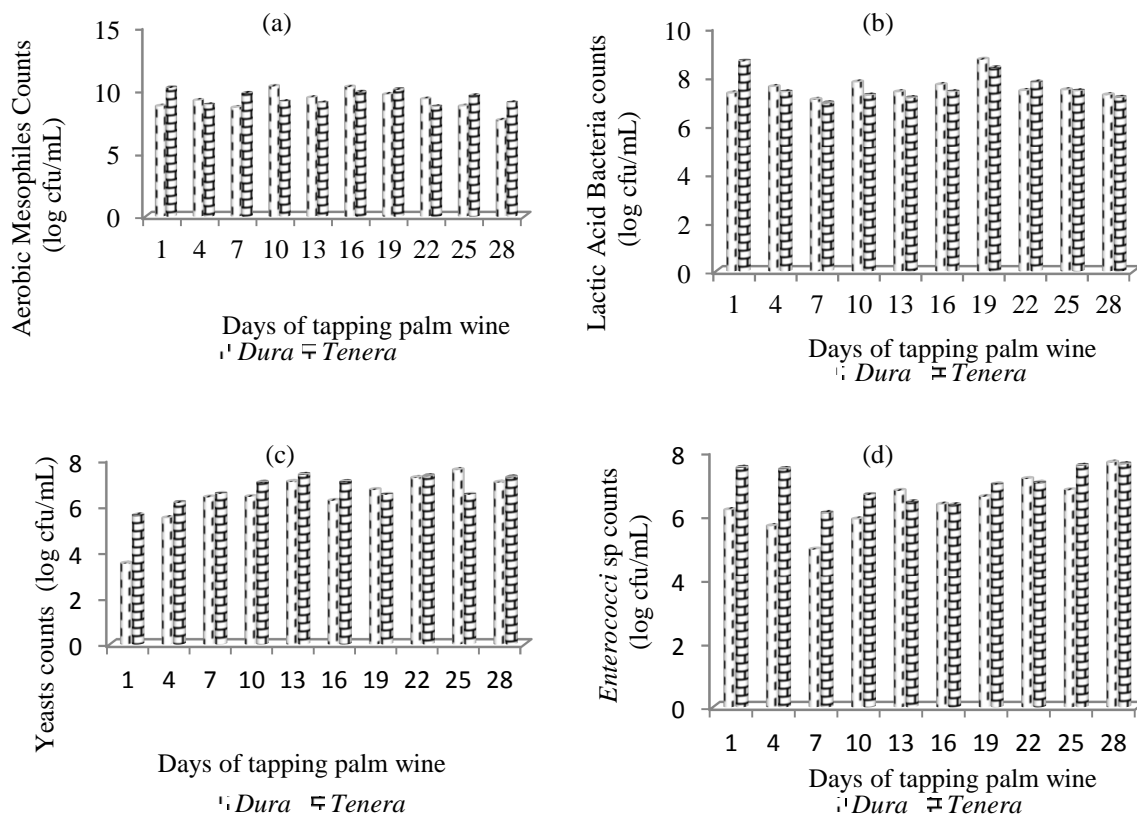 (a)
Aerobic Mesophiles Counts
(log cfu/mL)
15
10
5
0
1 4 7 10 13 16 19 22 25 28
Days of tapping palm wine
Dura Tenera
(b)
Lactic Acid Bacteria counts
(log cfu/mL)
10
8
6
4
2
0
1 4 7 10 13 16 19 22 25 28
Days of tapping palm wine
Dura Tenera
(c)
Yeasts counts (log cfu/mL)
8
6
4
2
0
1 4 7 10 13 16 19 22 25 28
Days of tapping palm wine
Dura Tenera
(d)
Enterococci sp counts
(log cfu/mL)
8
6
4
2
0
1 4 7 10 13 16 19 22 25 28
Days of tapping palm wine
Dura Tenera